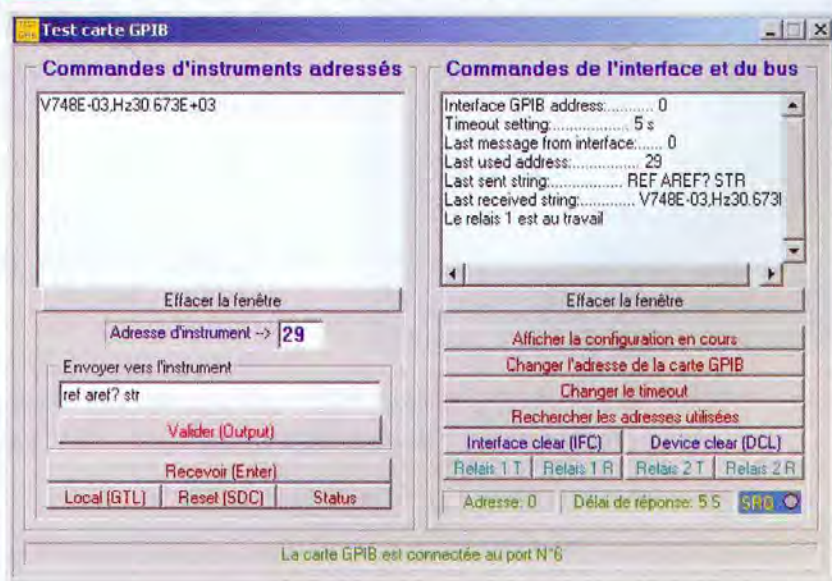 Test carte GPIB
Commandes d'instruments adressés
V748E-03,Hz30.673E+03
Effacer la fenêtre
Adresse d'instrument --> 29
Envoyer vers l'instrument
ref aref? str
Valider (Output)
Recevoir (Enter)
Local (GTL) Reset (SDC) Status
Commandes de l'interface et du bus
Interface GPIB address:........... 0
Timeout setting:.................. 5 s
Last message from interface:...... 0
Last used address:................ 29
Last sent string:................. REF AREF? STR
Last received string:............. V748E-03,Hz30.673
Le relais 1 est au travail
Effacer la fenêtre
Afficher la configuration en cours
Changer l'adresse de la carte GPIB
Changer le timeout
Rechercher les adresses utilisées
Interface clear (IFC) Device clear (DCL)
Relais 1 T Relais 1 R Relais 2 T Relais 2 R
Adresse: 0 Délai de réponse: 5 S SRQ
La carte GPIB est connectée au port N°6